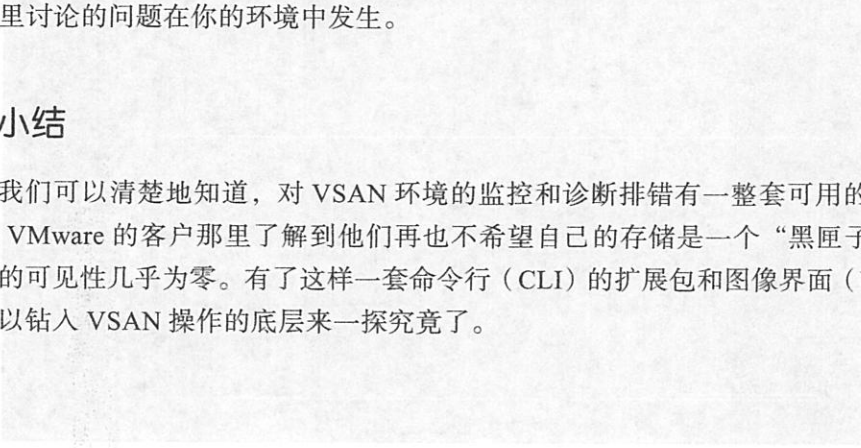 里讨论的问题在你的环境中发生。
小结
我们可以清楚地知道，对 VSAN 环境的监控和诊断排错有一整套可用的
VMware 的客户那里了解到他们再也不希望自己的存储是一个“黑匣子
的可见性几乎为零。有了这样一套命令行（CLI）的扩展包和图像界面（
以钻入 VSAN 操作的底层来一探究竟了。